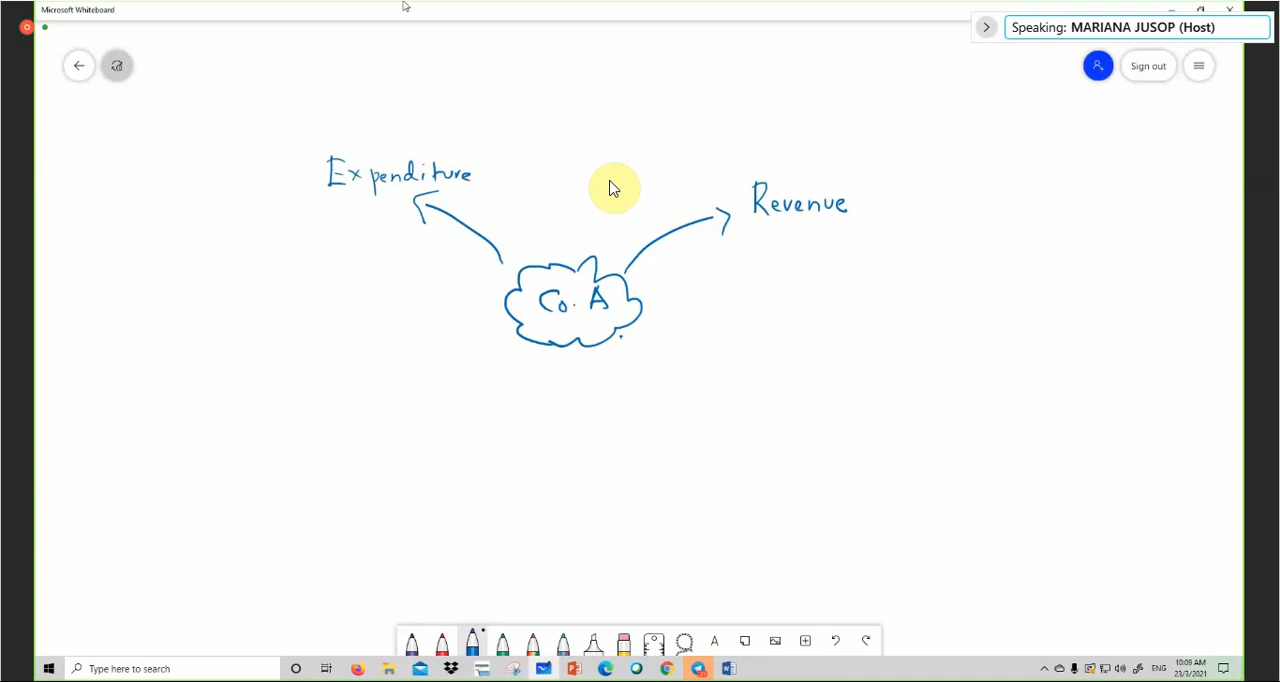 Microsoft Whiteboard
Speaking: MARIANA JUSOP (Host)
Sign out
Expenditure
Revenue
Co. A
A
Type here to search
ENG
10:09 AM
23/3/2021